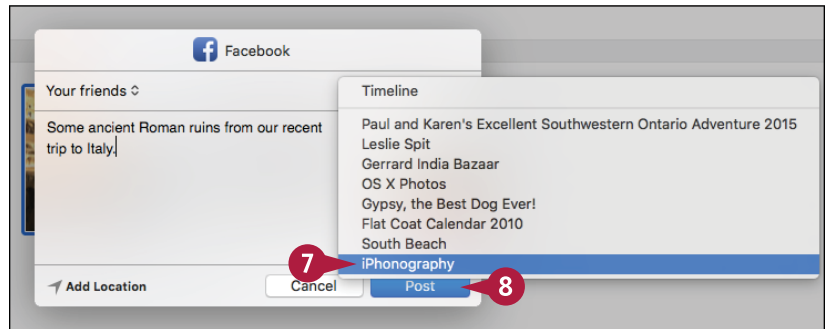 Facebook
Your friends
Some ancient Roman ruins from our recent
trip to Italy.
Timeline
Paul and Karen's Excellent Southwestern Ontario Adventure 2015
Leslie Spit
Gerrard India Bazaar
OS X Photos
Gypsy, the Best Dog Ever!
Flat Coat Calendar 2010
South Beach
7
iPhonography
Add Location
Cancel
Post
8